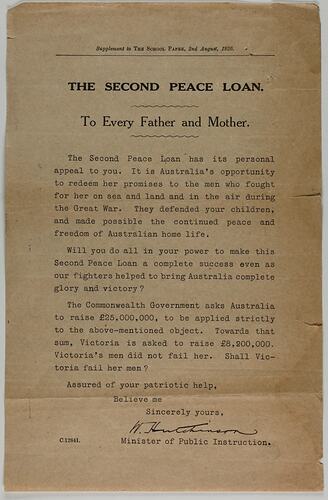 Supplement to THE SCHOOL PAPER, 2nd August, 1920.
THE SECOND PEACE LOAN.
To Every Father and Mother.
The Second Peace Loan has its personal
appeal to you. It is Australia's opportunity
to redeem her promises to the men who fought
for her on sea and land and in the air during
the Great War. They defended your children,
and made possible the continued peace and
freedom of Australian home life.
Will you do all in your power to make this
Second Peace Loan a complete success even as
our fighters helped to bring Australia complete
glory and victory?
The Commonwealth Government asks Australia
to raise £25,000,000, to be applied strictly
to the above-mentioned object. Towards that
sum, Victoria is asked to raise £8,200,000.
Victoria's men did not fail her. Shall Vic-
toria fail her men?
Assured of your patriotic help,
Believe me
Sincerely yours,
W. Hutchinson
C.12841. Minister of Public Instruction.